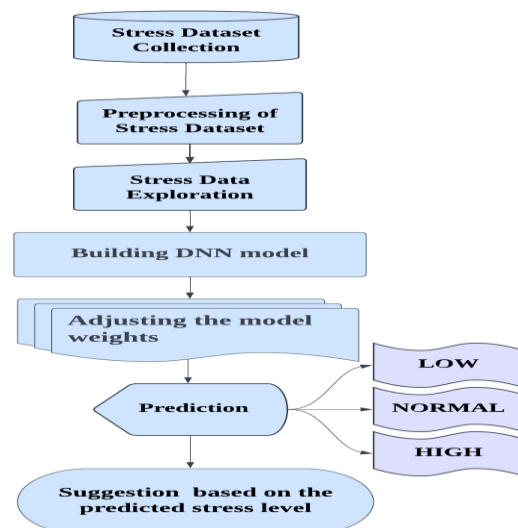 Stress Dataset
Collection
Preprocessing of
Stress Dataset
Stress Data
Exploration
Building DNN model
Adjusting the model
weights
Prediction
LOW
NORMAL
HIGH
Suggestion based on the
predicted stress level